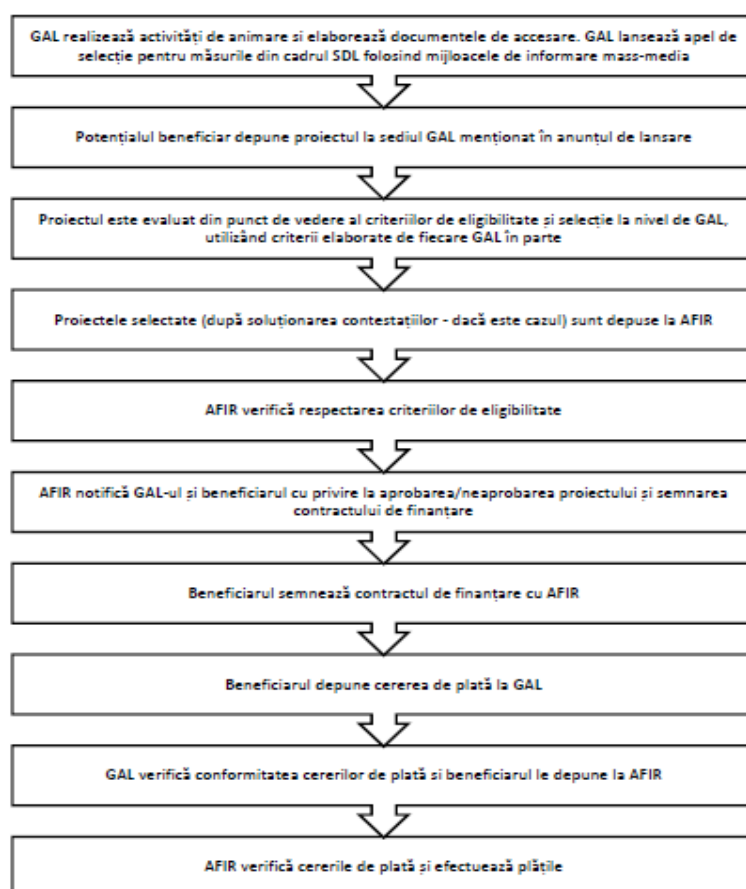 GAL realizează activități de animare si elaborează documentele de accesare. GAL lansează apel de
selecție pentru măsurile din cadrul SDL folosind mijloacele de informare mass-media
Potențialul beneficiar depune proiectul la sediul GAL menționat în anunțul de lansare
Proiectul este evaluat din punct de vedere al criteriilor de eligibilitate și selecție la nivel de GAL,
utilizând criterii elaborate de fiecare GAL în parte
Proiectele selectate (după soluționarea contestațiilor - dacă este cazul) sunt depuse la AFIR
AFIR verifică respectarea criteriilor de eligibilitate
AFIR notifică GAL-ul și beneficiarul cu privire la aprobarea/neaprobarea proiectului și semnarea
contractului de finanțare
Beneficiarul semnează contractul de finanțare cu AFIR
Beneficiarul depune cererea de plată la GAL
GAL verifică conformitatea cererilor de plată si beneficiarul le depune la AFIR
AFIR verifică cererile de plată și efectuează plățile